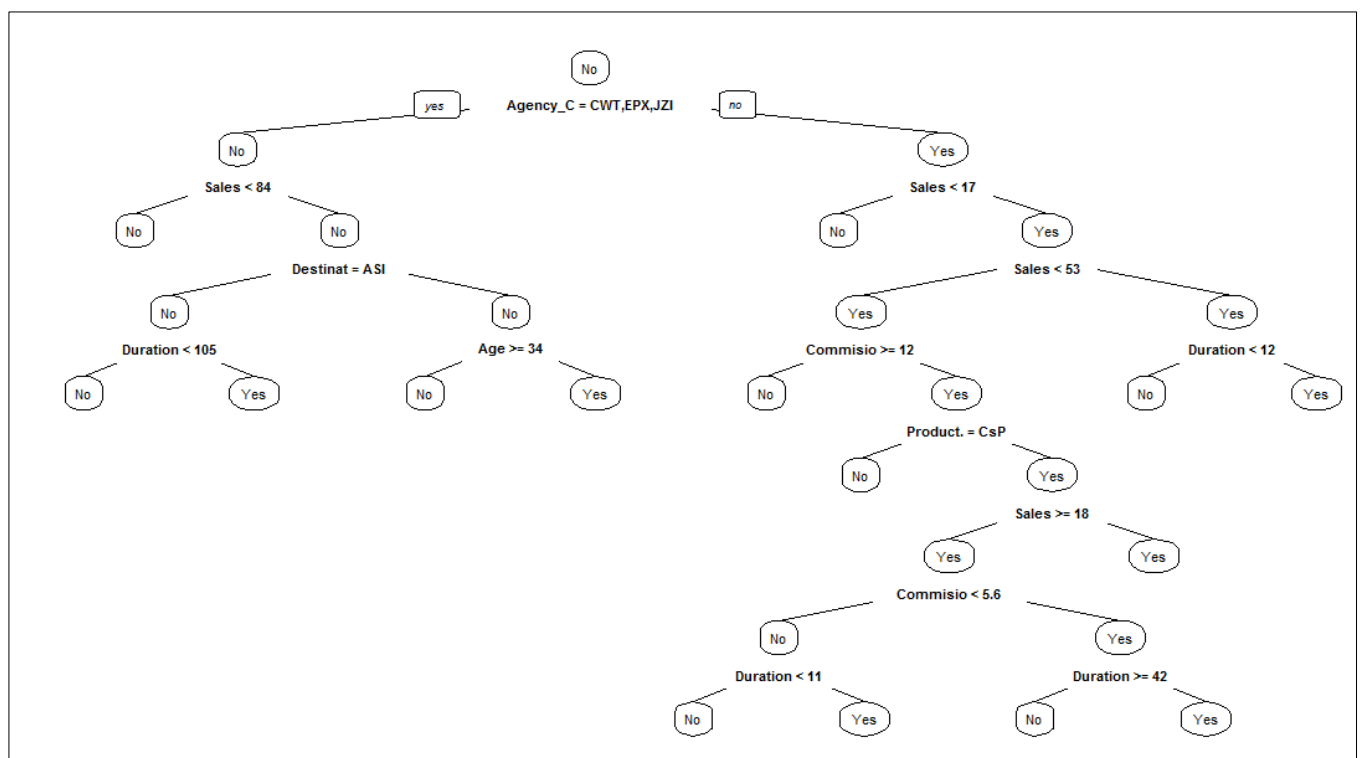 No
yes Agency_C = CWT,EPX,JZI no
No Yes
Sales < 84 Sales < 17
No No No Yes
Destinat = ASI Sales < 53
No No Yes Yes
Duration < 105 Age >= 34 Commisio >= 12 Duration < 12
No Yes No Yes No Yes No Yes
Product. = CsP
No Yes
Sales >= 18
Yes Yes
Commisio < 5.6
No Yes
Duration < 11 Duration >= 42
No Yes No Yes